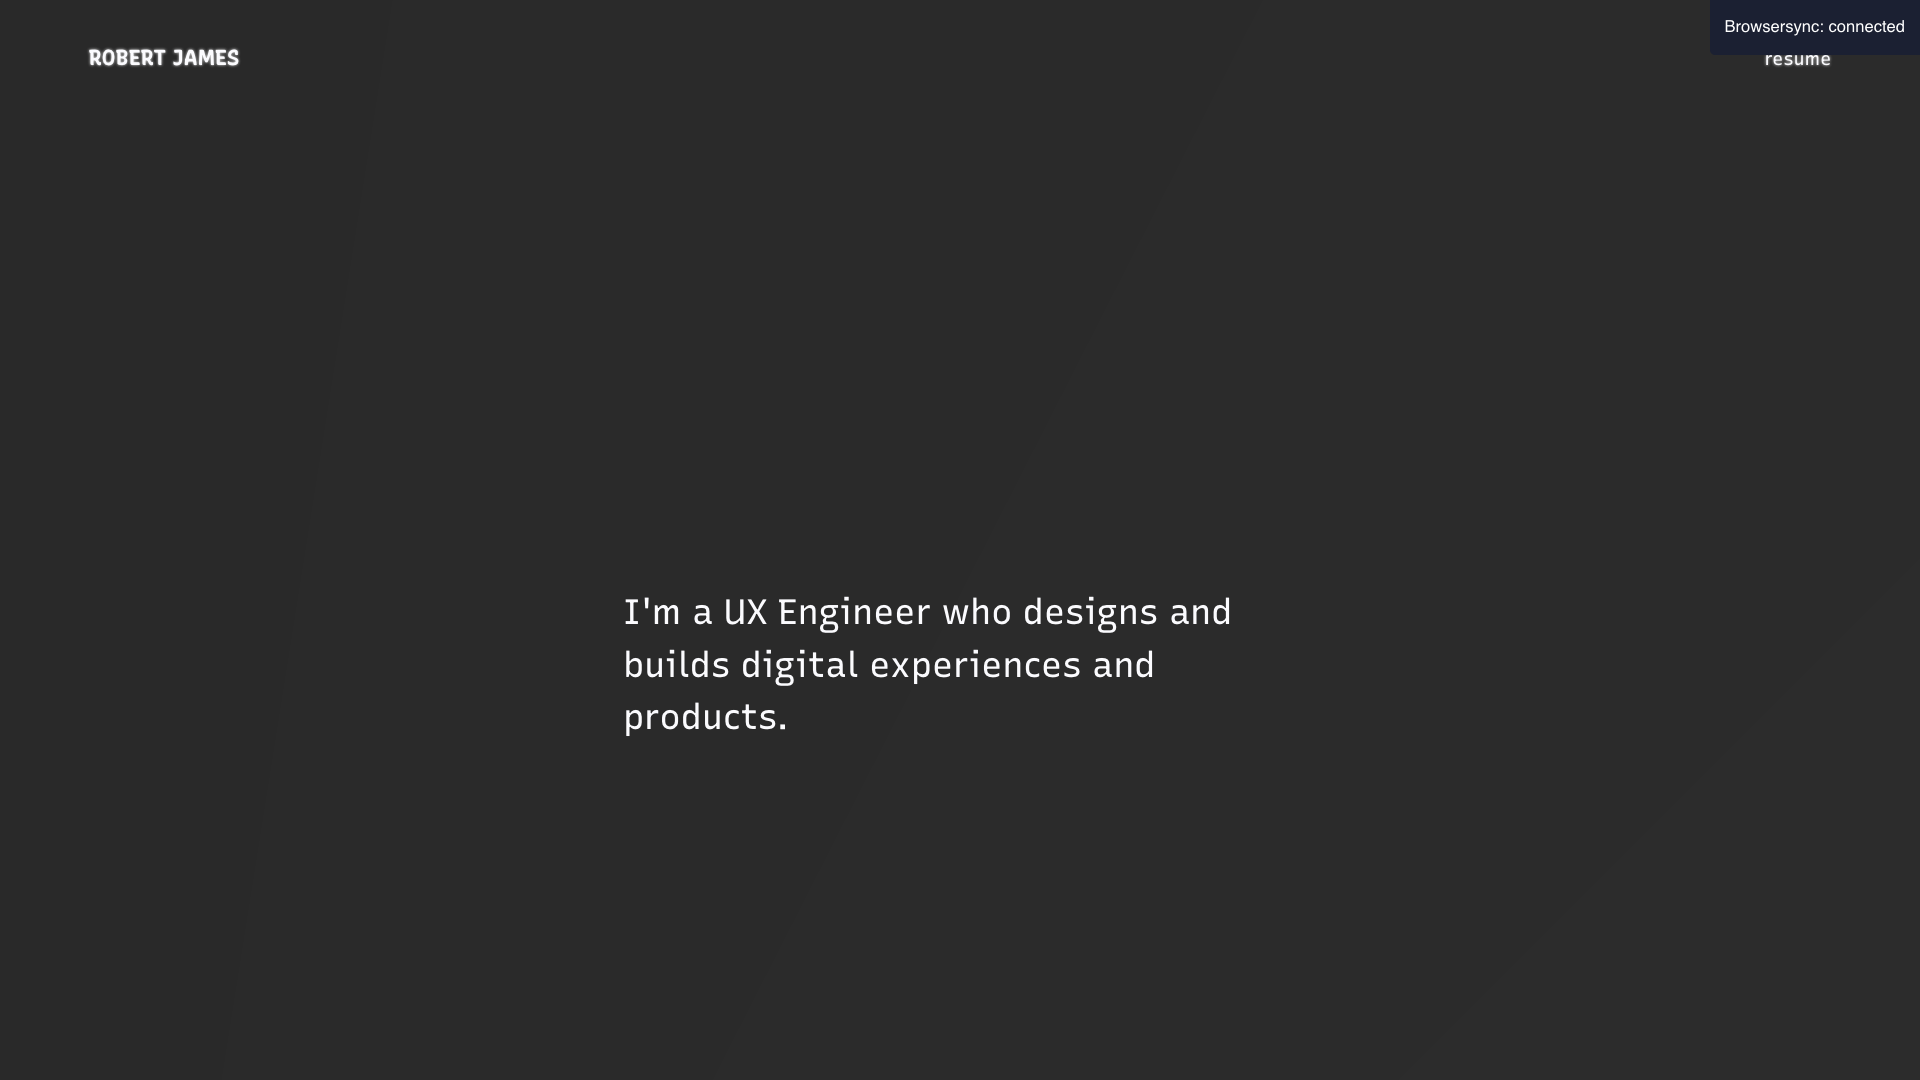 ROBERT JAMES
Browsersync: connected
resume
I'm a UX Engineer who designs and
builds digital experiences and
products.